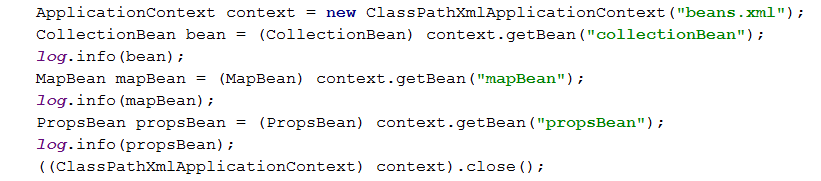 ApplicationContext context = new ClassPathXmlApplicationContext("beans.xml");
CollectionBean bean = (CollectionBean) context.getBean("collectionBean");
log.info(bean);
MapBean mapBean = (MapBean) context.getBean("mapBean");
log.info(mapBean);
PropsBean propsBean = (PropsBean) context.getBean("propsBean");
log.info(propsBean);
((ClassPathXmlApplicationContext) context).close();